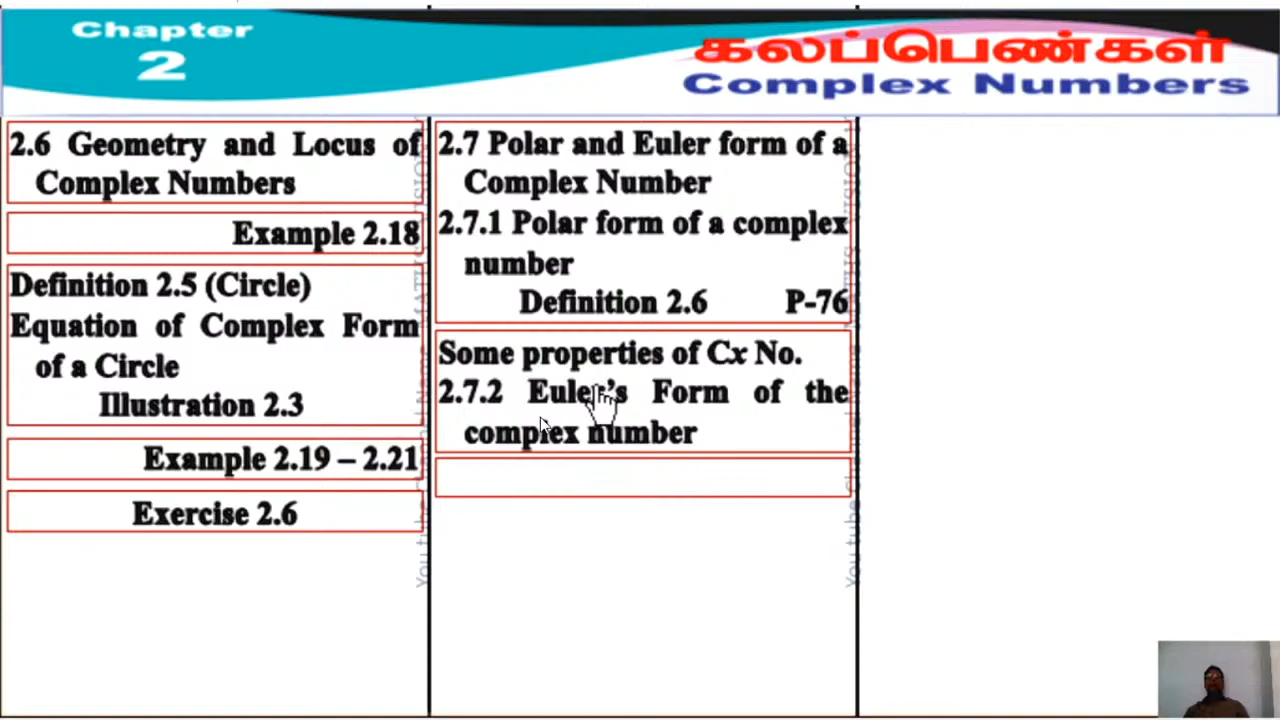 Chapter
2
கலப்பெண்கள்
Complex Numbers
2.6 Geometry and Locus of
Complex Numbers
Example 2.18
Definition 2.5 (Circle)
Equation of Complex Form
of a Circle
Illustration 2.3
Example 2.19 – 2.21
Exercise 2.6
2.7 Polar and Euler form of a
Complex Number
2.7.1 Polar form of a complex
number
Definition 2.6 P-76
Some properties of Cx No.
2.7.2 Euler's Form of the
complex number